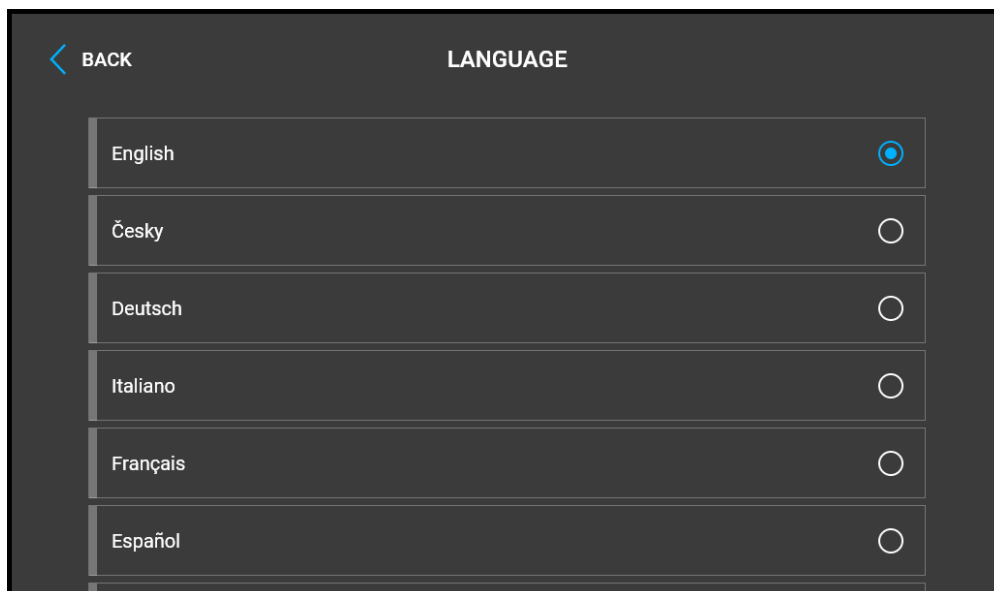 BACK
LANGUAGE
English
Česky
Deutsch
Italiano
Français
Español